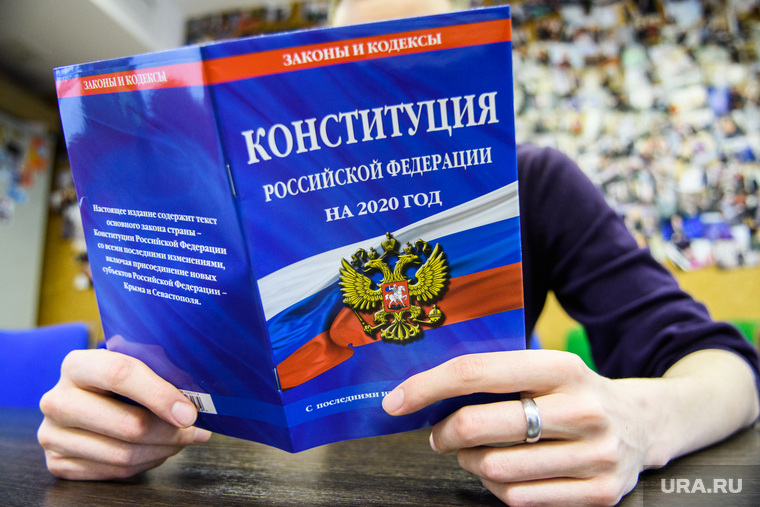 ЗАКОНЫ И КОДЕКСЫ
Настоящее издание содержит текст
основного закона страны –
Конституции Российской Федерации
со всеми последними изменениями,
включая присоединение новых
субъектов Российской Федерации –
Крыма и Севастополя.
ЗАКОНЫ И КОДЕКСЫ
КОНСТИТУЦИЯ
РОССИЙСКОЙ ФЕДЕРАЦИИ
НА 2020 ГОД
С последними
URA.RU